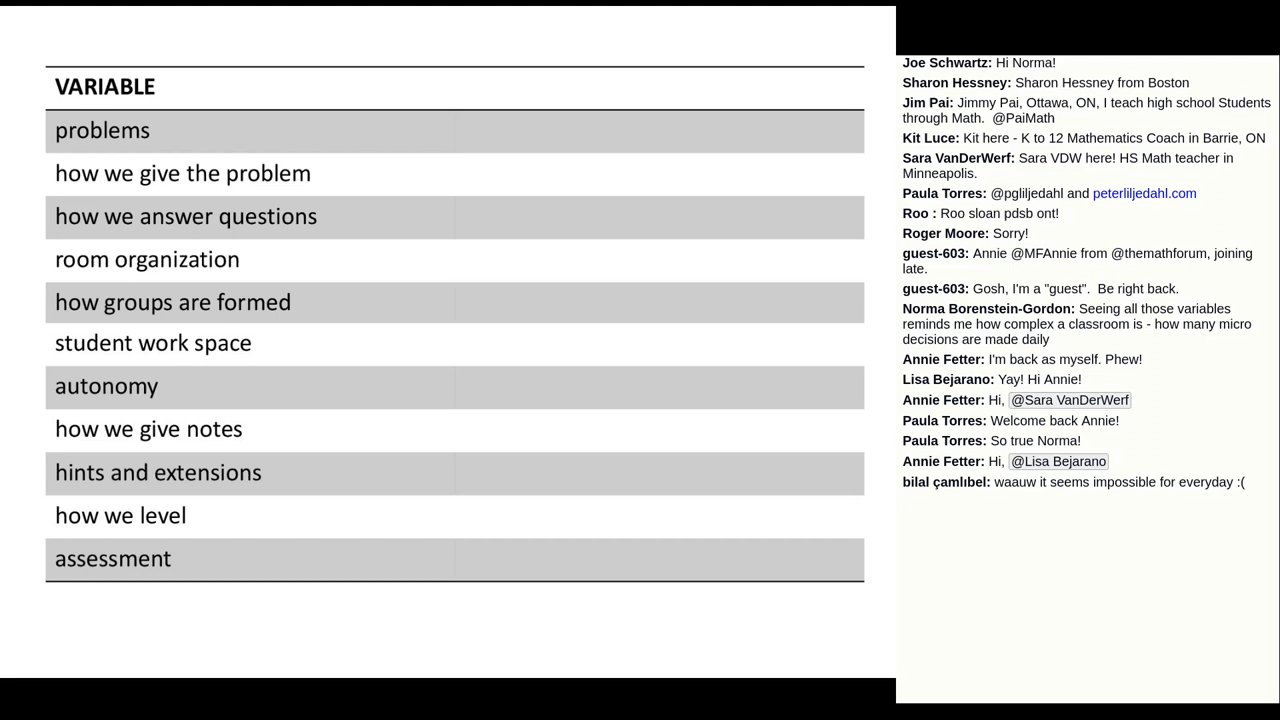 VARIABLE
problems
how we give the problem
how we answer questions
room organization
how groups are formed
student work space
autonomy
how we give notes
hints and extensions
how we level
assessment
Joe Schwartz: Hi Norma!
Sharon Hessney: Sharon Hessney from Boston
Jim Pai: Jimmy Pai, Ottawa, ON, I teach high school Students
through Math.  @PaiMath
Kit Luce: Kit here - K to 12 Mathematics Coach in Barrie, ON
Sara VanDerWerf: Sara VDW here! HS Math teacher in
Minneapolis.
Paula Torres: @pgliljedahl and peterliljedahl.com
Roo : Roo sloan pdsb ont!
Roger Moore: Sorry!
guest-603: Annie @MFAnnie from @themathforum, joining
late.
guest-603: Gosh, I'm a "guest".  Be right back.
Norma Borenstein-Gordon: Seeing all those variables
reminds me how complex a classroom is - how many micro
decisions are made daily
Annie Fetter: I'm back as myself. Phew!
Lisa Bejarano: Yay! Hi Annie!
Annie Fetter: Hi, @Sara VanDerWerf
Paula Torres: Welcome back Annie!
Paula Torres: So true Norma!
Annie Fetter: Hi, @Lisa Bejarano
bilal çamlıbel: waauw it seems impossible for everyday :(